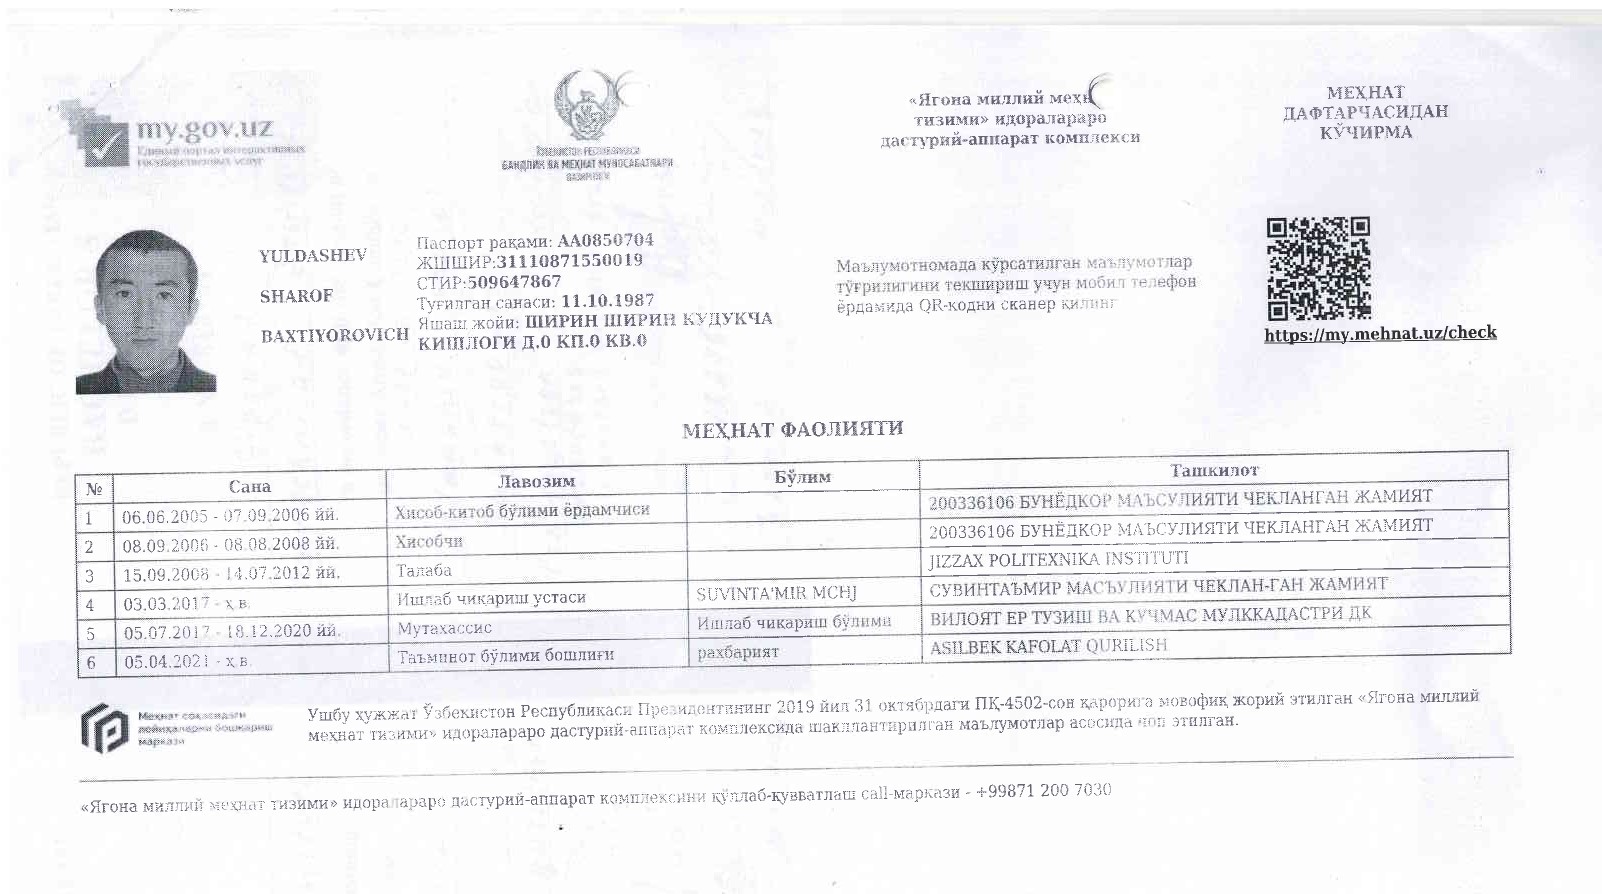 my.gov.uz
Единый портал интерактивных
государственных услуг
ЎЗБЕКИСТОН РЕСПУБЛИКАСИ
БАНДЛИК ВА МЕҲНАТ МУНОСАБАТЛАРИ
ВАЗИРЛИГИ
«Ягона миллий меҳн
тизими» идоралараро
дастурий-аппарат комплекси
МЕҲНАТ
ДАФТАРЧАСИДАН
КЎЧИРМА
YULDASHEV
SHAROF
BAXTIYOROVICH
Паспорт рақами: AA0850704
ЖШШИР:31110871550019
СТИР:509647867
Туғилган санаси: 11.10.1987
Яшаш жойи: ШИРИН ШИРИН КУДУКЧА
КИШЛОГИ Д.0 КП.0 КВ.0
Маълумотномада кўрсатилган маълумотлар
тўғрилигини текшириш учун мобил телефон
ёрдамида QR-кодни сканер қилинг
https://my.mehnat.uz/check
МЕҲНАТ ФАОЛИЯТИ
№ Сана Лавозим Бўлим Ташкилот
1 06.06.2005 - 07.09.2006 йй. Хисоб-китоб бўлими ёрдамчиси 200336106 БУНЁДКОР МАЪСУЛИЯТИ ЧЕКЛАНГАН ЖАМИЯТ
2 08.09.2006 - 08.08.2008 йй. Хисобчи 200336106 БУНЁДКОР МАЪСУЛИЯТИ ЧЕКЛАНГАН ЖАМИЯТ
3 15.09.2008 - 14.07.2012 йй. Талаба JIZZAX POLITEXNIKA INSTITUTI
4 03.03.2017 - ҳ.в. Ишлаб чикариш устаси SUVINTA'MIR MCHJ СУВИНТАЪМИР МАСЪУЛИЯТИ ЧЕКЛАН-ГАН ЖАМИЯТ
5 05.07.2017 - 18.12.2020 йй. Мутахассис Ишлаб чиқариш бўлими ВИЛОЯТ ЕР ТУЗИШ ВА КУЧМАС МУЛККАДАСТРИ ДК
6 05.04.2021 - ҳ.в. Таъминот бўлими бошлиғи рахбарият ASILBEK KAFOLAT QURILISH
Меҳнат соҳасидаги
лойиҳаларни бошқариш
маркази
Ушбу ҳужжат Ўзбекистон Республикаси Президентининг 2019 йил 31 октябрдаги ПҚ-4502-сон қарорига мовофиқ жорий этилган «Ягона миллий
меҳнат тизими» идоралараро дастурий-аппарат комплексида шакллантирилган маълумотлар асосида чоп этилган.
«Ягона миллий меҳнат тизими» идоралараро дастурий-аппарат комплексини қўллаб-қувватлаш call-маркази - +99871 200 7030